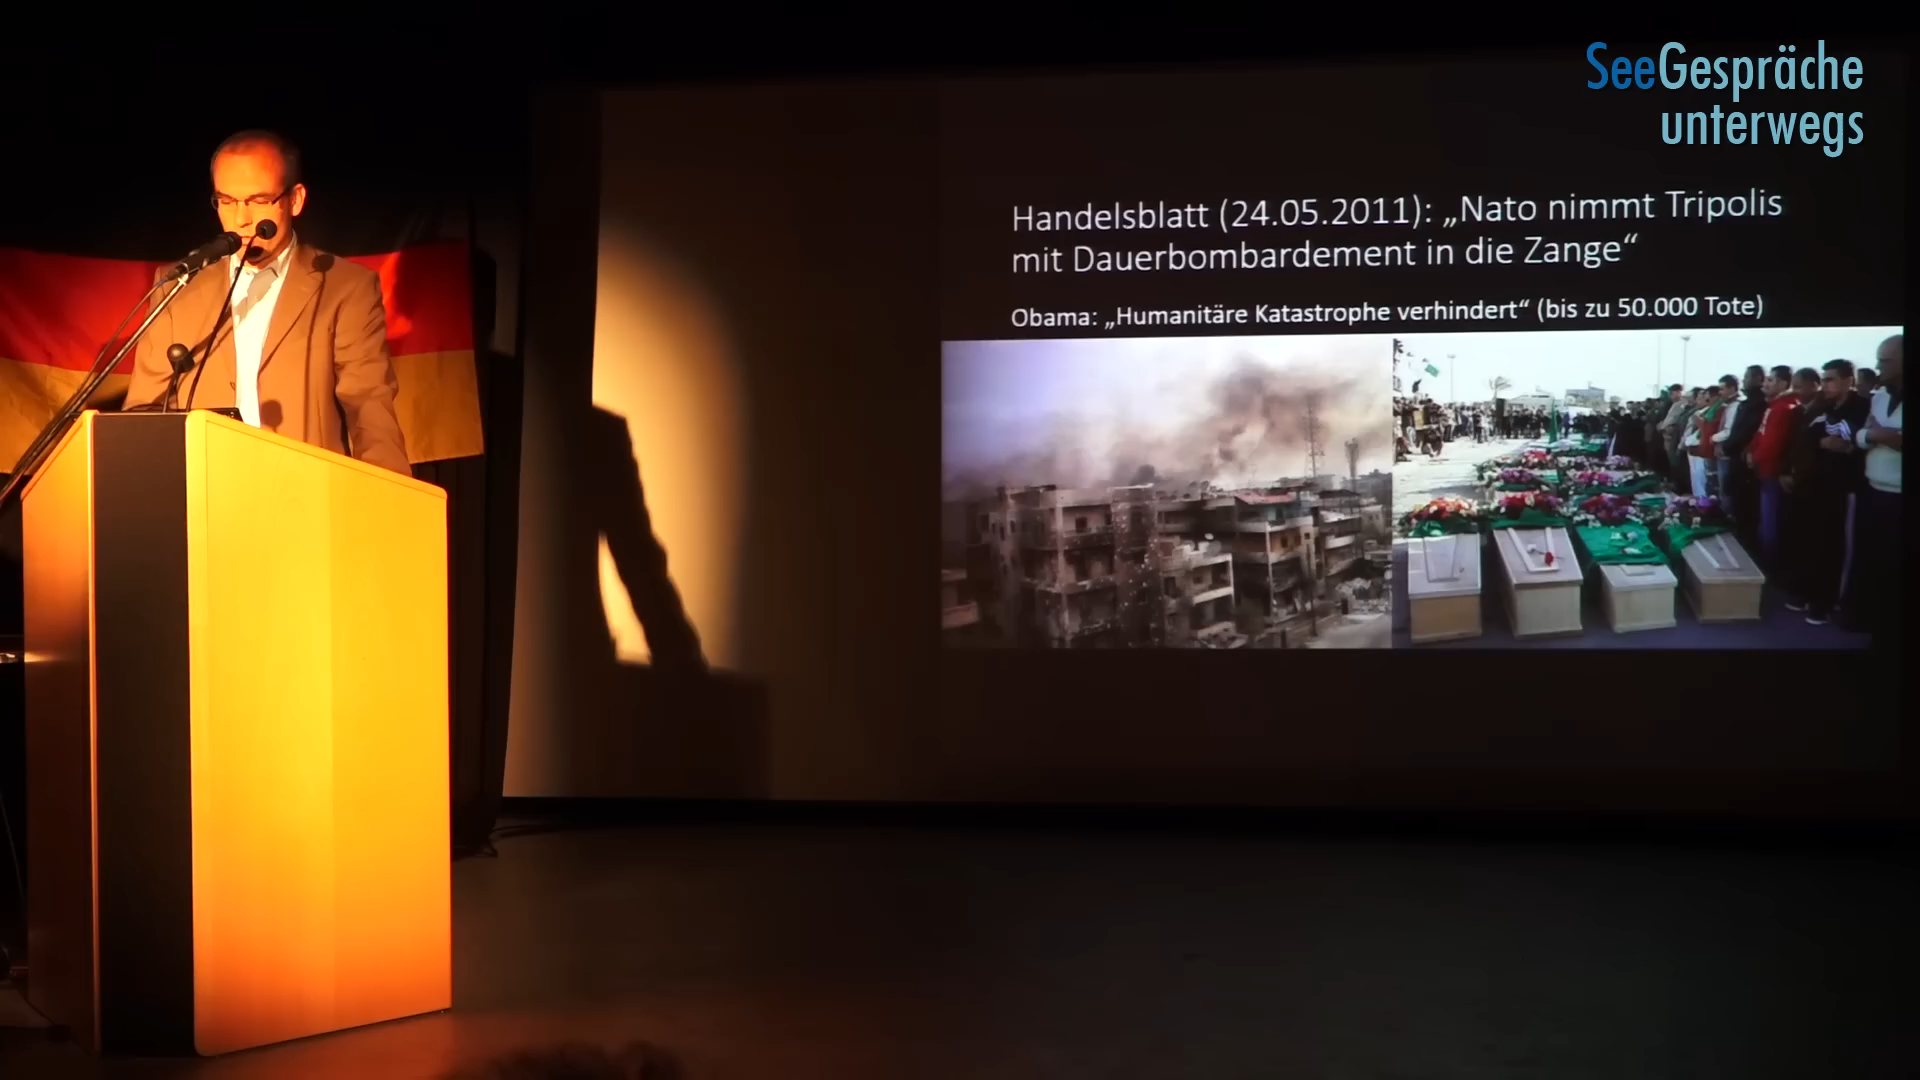 SeeGespräche
unterwegs
Handelsblatt (24.05.2011): „Nato nimmt Tripolis
mit Dauerbombardement in die Zange“
Obama: „Humanitäre Katastrophe verhindert“ (bis zu 50.000 Tote)